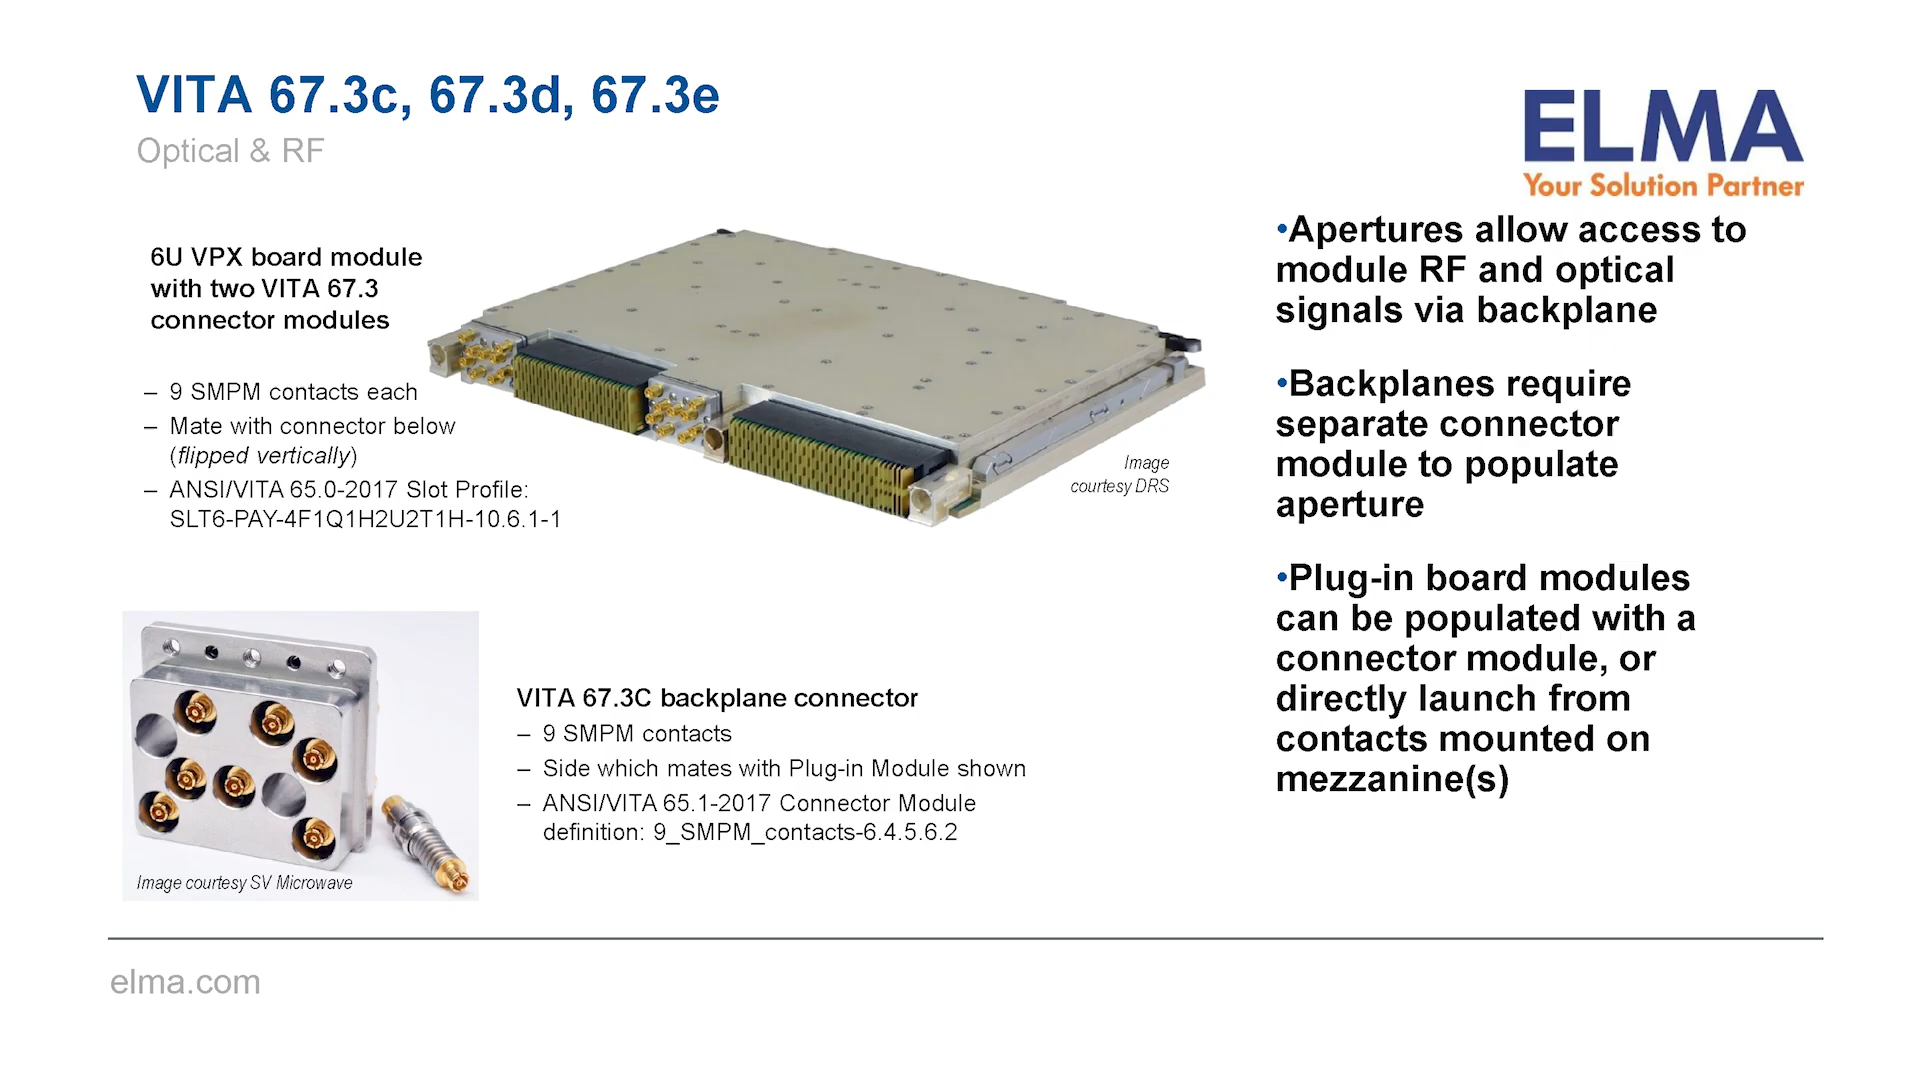 VITA 67.3c, 67.3d, 67.3e
Optical & RF
ELMA
Your Solution Partner
6U VPX board module
with two VITA 67.3
connector modules
– 9 SMPM contacts each
– Mate with connector below
(flipped vertically)
– ANSI/VITA 65.0-2017 Slot Profile:
SLT6-PAY-4F1Q1H2U2T1H-10.6.1-1
Image
courtesy DRS
Image courtesy SV Microwave
VITA 67.3C backplane connector
– 9 SMPM contacts
– Side which mates with Plug-in Module shown
– ANSI/VITA 65.1-2017 Connector Module
definition: 9_SMPM_contacts-6.4.5.6.2
•Apertures allow access to
module RF and optical
signals via backplane
•Backplanes require
separate connector
module to populate
aperture
•Plug-in board modules
can be populated with a
connector module, or
directly launch from
contacts mounted on
mezzanine(s)
elma.com